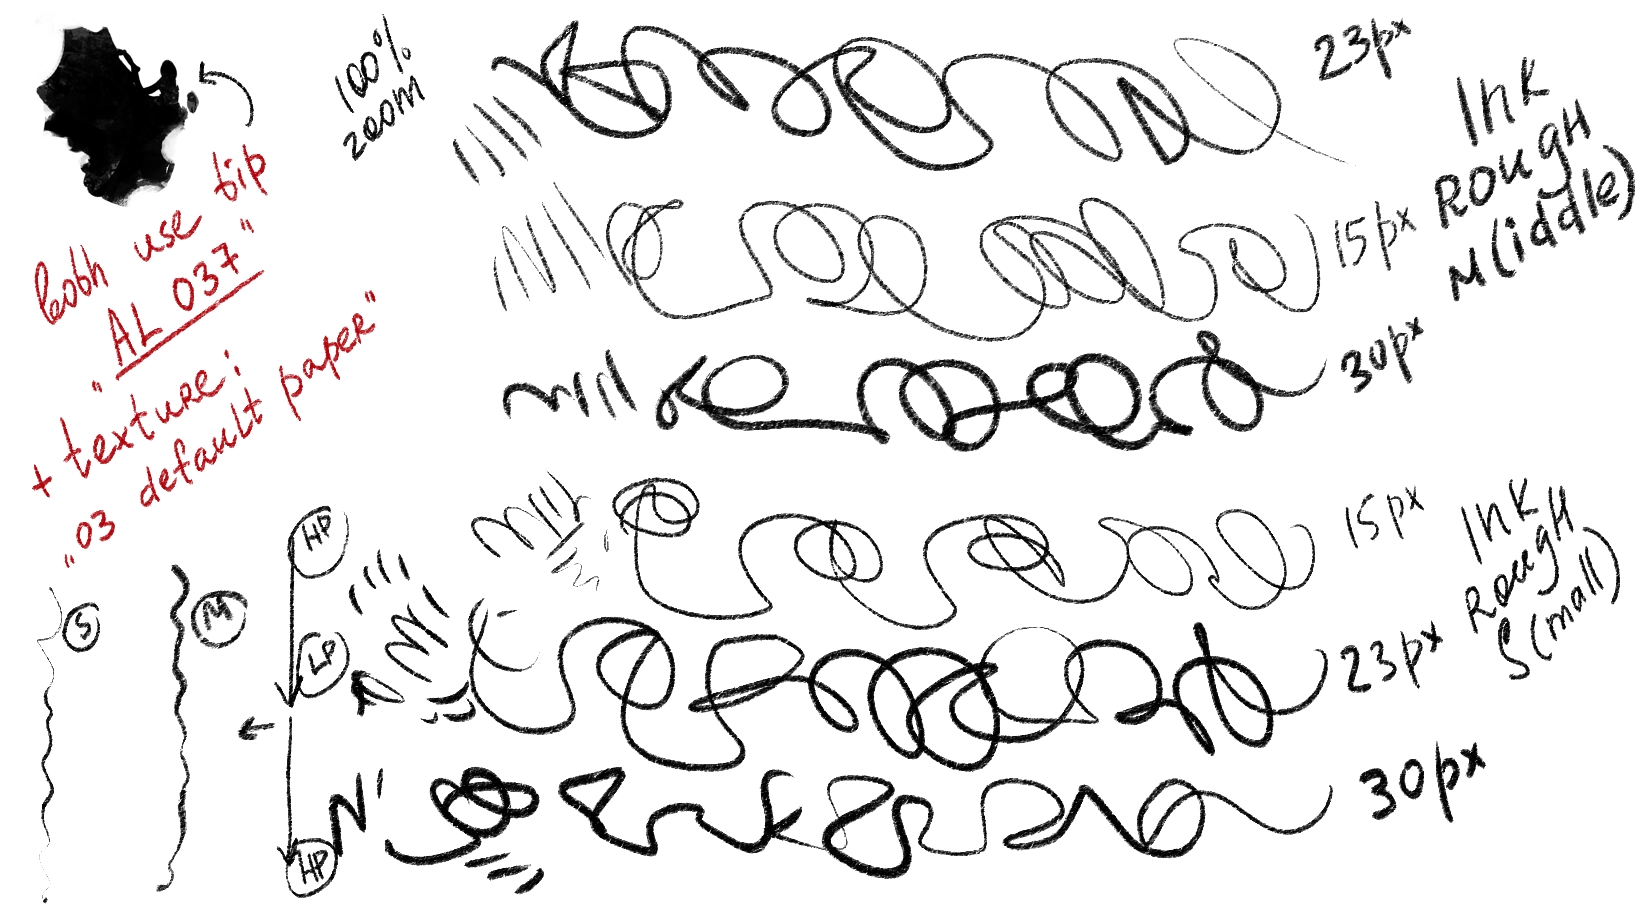 100%
zoom
23px
Ink
Rough
M(iddle)
15px
30px
both use tip
"AL 037"
+ texture:
"03 default paper"
S
M
HP
LP
HP
15px
Ink
Rough
S(mall)
23px
30px